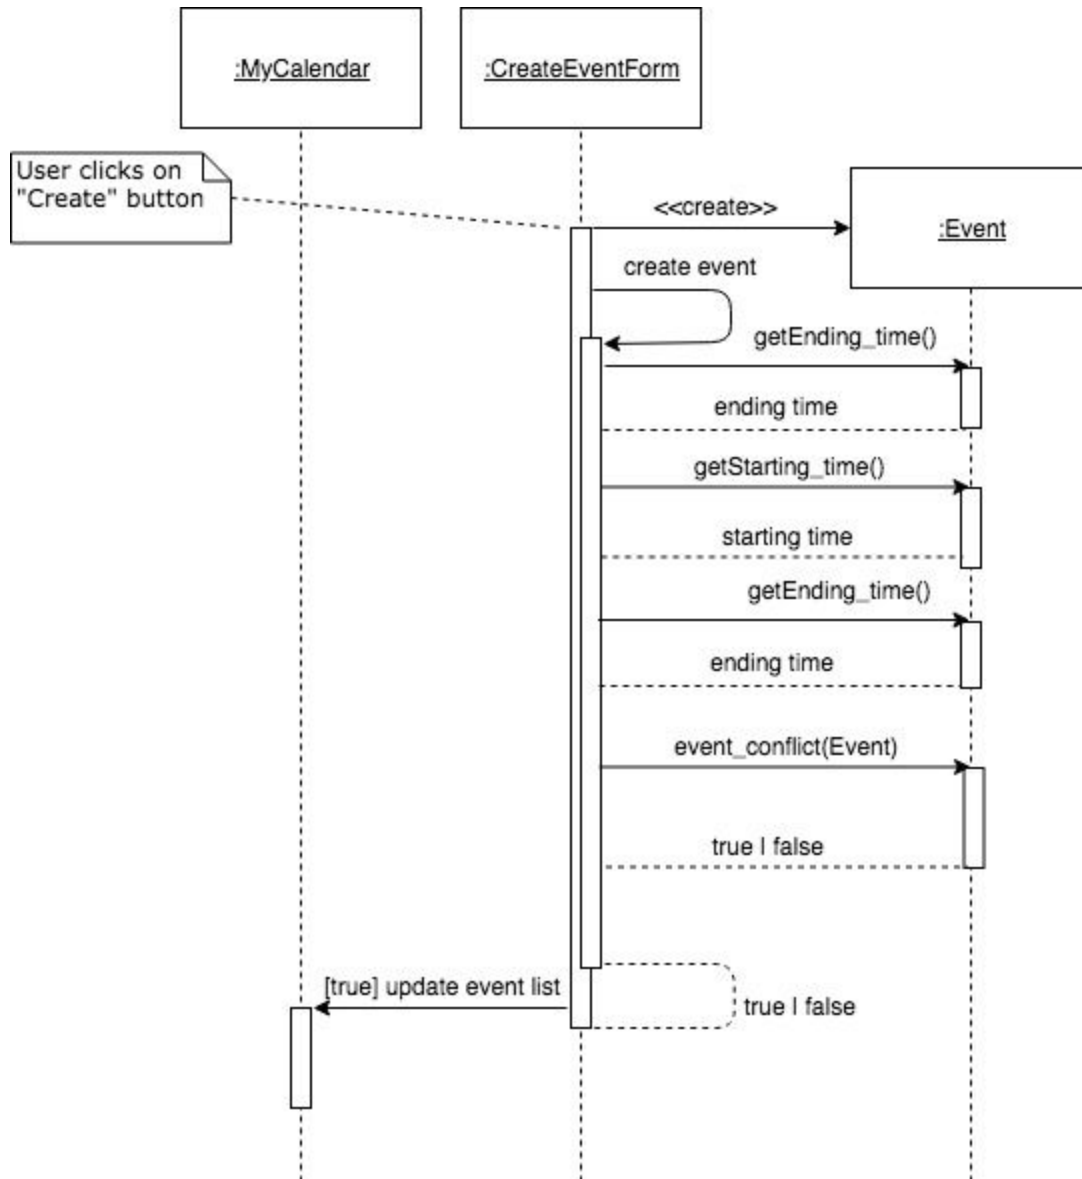 :MyCalendar
:CreateEventForm
User clicks on
"Create" button
<<create>>
:Event
create event
getEnding_time()
ending time
getStarting_time()
starting time
getEnding_time()
ending time
event_conflict(Event)
true | false
[true] update event list
true | false